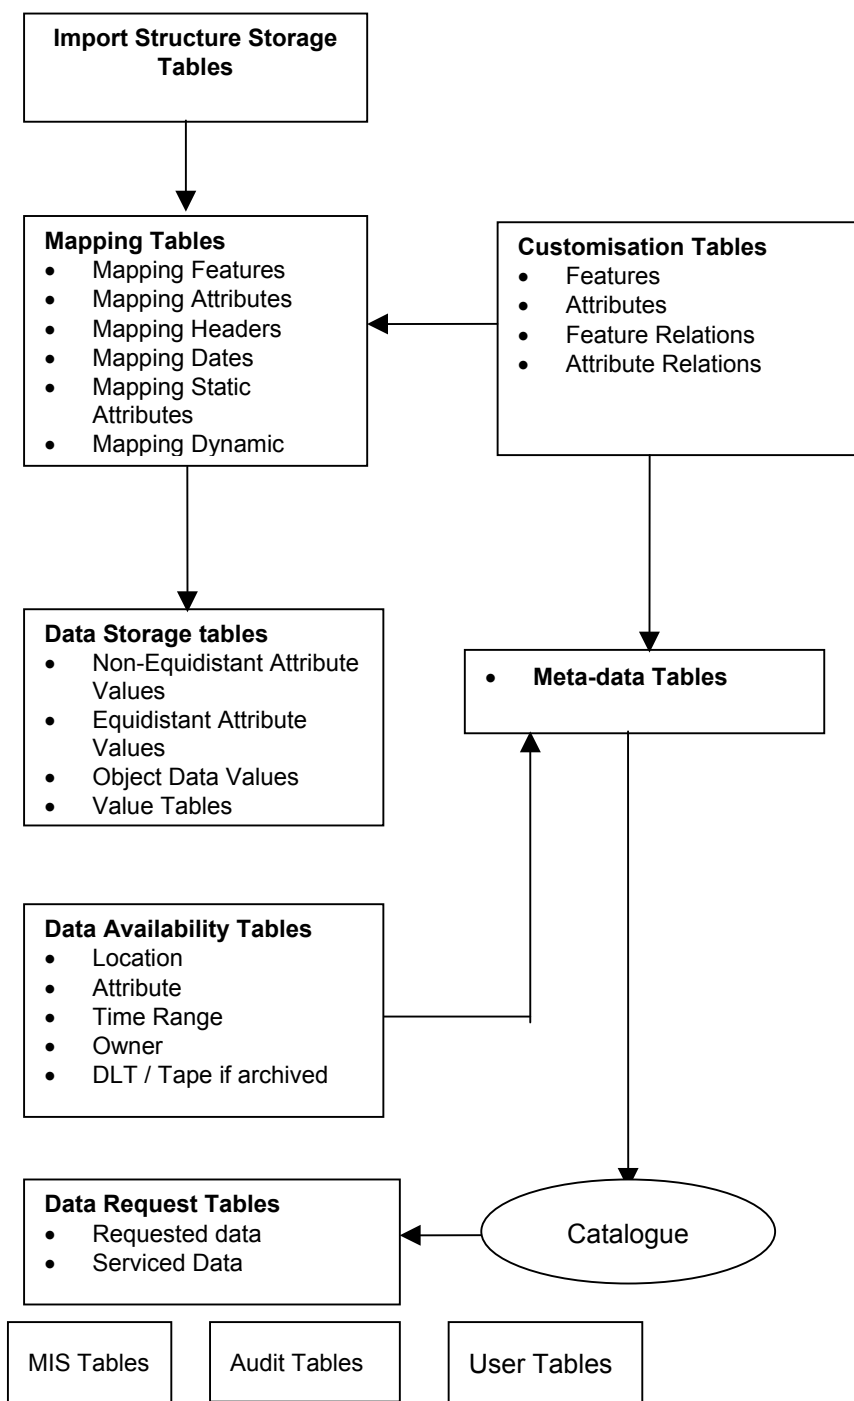 Import Structure Storage
Tables
Mapping Tables
• Mapping Features
• Mapping Attributes
• Mapping Headers
• Mapping Dates
• Mapping Static
Attributes
• Mapping Dynamic
Customisation Tables
• Features
• Attributes
• Feature Relations
• Attribute Relations
Data Storage tables
• Non-Equidistant Attribute
Values
• Equidistant Attribute
Values
• Object Data Values
• Value Tables
• Meta-data Tables
Data Availability Tables
• Location
• Attribute
• Time Range
• Owner
• DLT / Tape if archived
Data Request Tables
• Requested data
• Serviced Data
Catalogue
MIS Tables
Audit Tables
User Tables